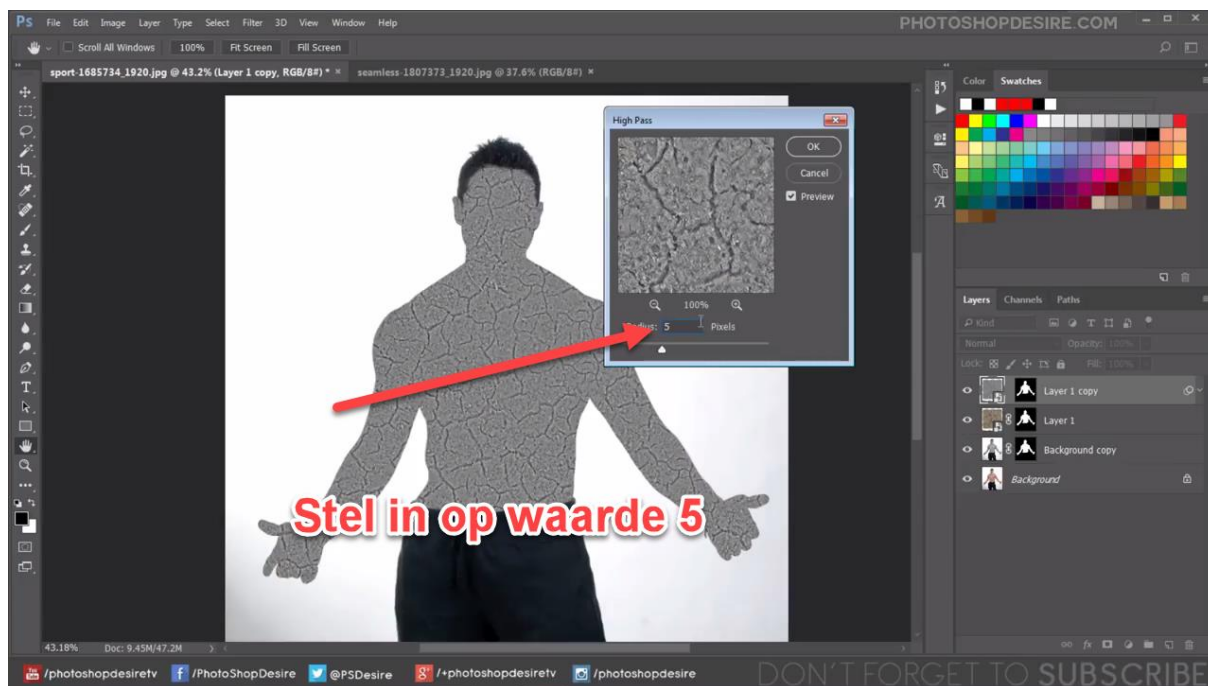 Ps File Edit Image Layer Type Select Filter 3D View Window Help
PHOTOSHOPDESIRE.COM
Scroll All Windows 100% Fit Screen Fill Screen
sport-1685734_1920.jpg @ 43.2% (Layer 1 copy, RGB/8#) * × seamless-1807373_1920.jpg @ 37.6% (RGB/8#) ×
Color Swatches
High Pass
OK
Cancel
Preview
100%
Radius: 5 Pixels
Layers Channels Paths
Kind
Normal Opacity: 100%
Lock: Fill: 100%
Layer 1 copy
Layer 1
Background copy
Background
Stel in op waarde 5
43.18% Doc: 9.45M/47.2M
/photoshopdesiretv /PhotoShopDesire @PSDesire /+photoshopdesiretv /photoshopdesire
DON'T FORGET TO SUBSCRIBE